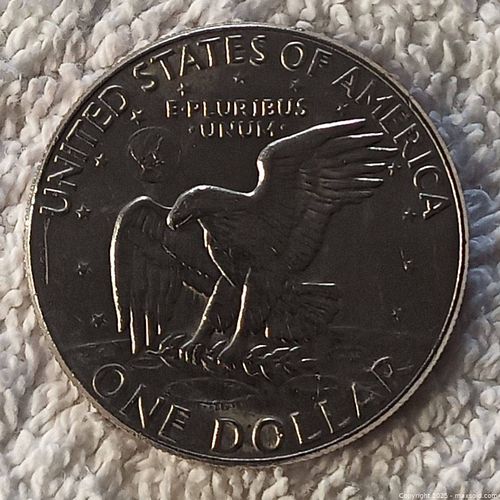 UNITED STATES OF AMERICA
E·PLURIBUS
·UNUM·
ONE DOLLAR
Copyright 2025 - maxsold.com